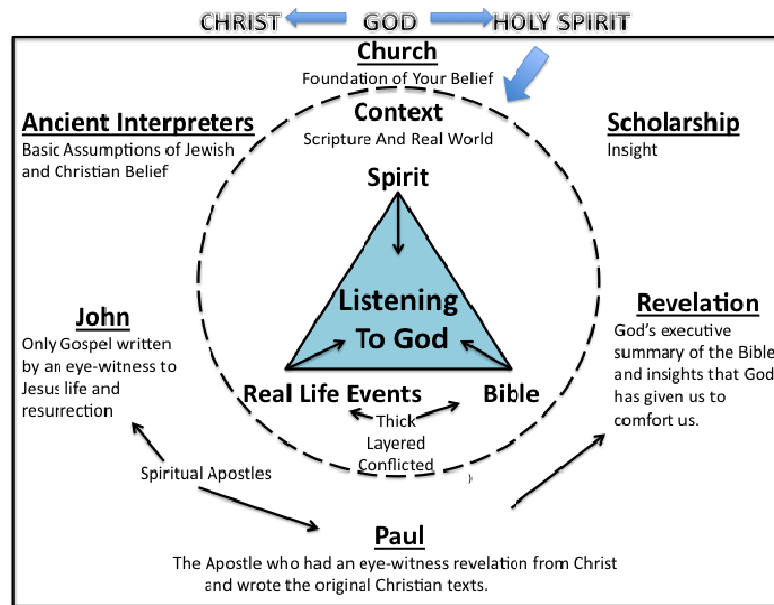 CHRIST GOD HOLY SPIRIT
Church
Foundation of Your Belief
Ancient Interpreters
Basic Assumptions of Jewish
and Christian Belief
Context
Scripture And Real World
Scholarship
Insight
Spirit
Listening
To God
John
Only Gospel written
by an eye-witness to
Jesus life and
resurrection
Revelation
God's executive
summary of the Bible
and insights that God
has given us to
comfort us.
Real Life Events
Bible
Thick
Layered
Conflicted
Spiritual Apostles
Paul
The Apostle who had an eye-witness revelation from Christ
and wrote the original Christian texts.